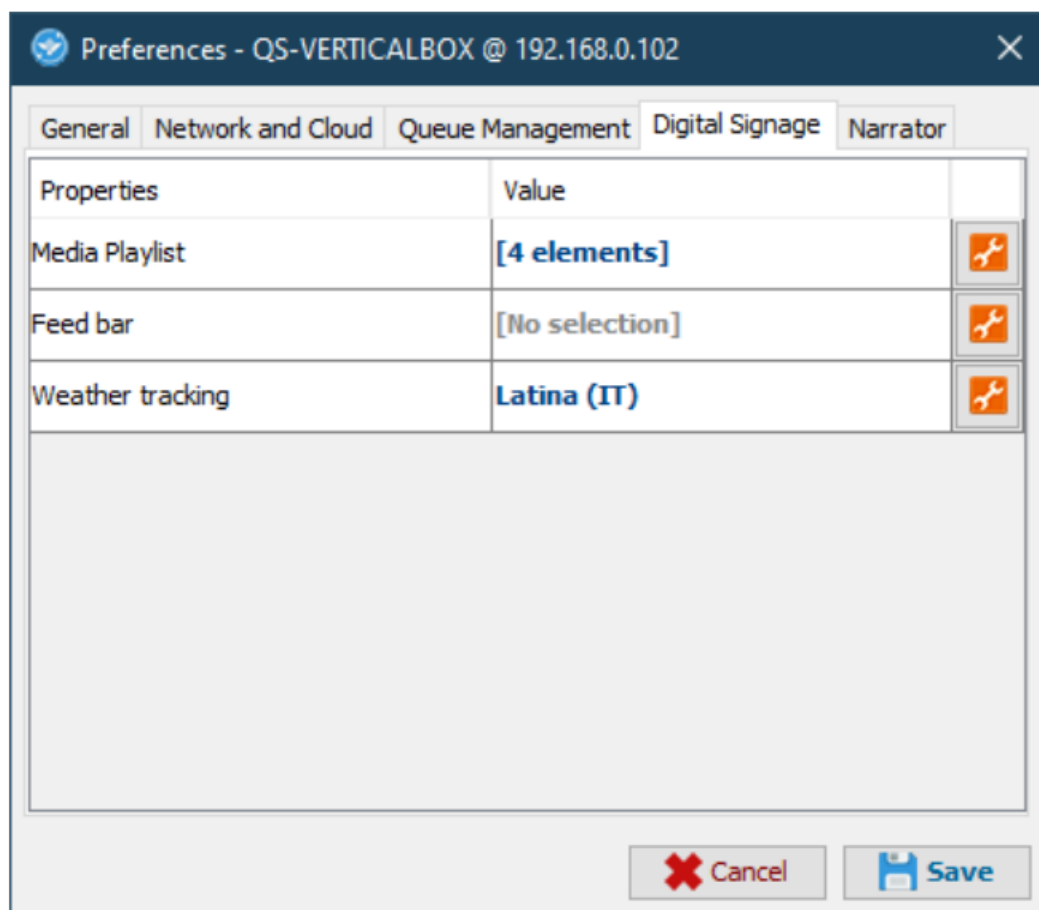 Preferences - QS-VERTICALBOX @ 192.168.0.102
General Network and Cloud Queue Management Digital Signage Narrator
Properties Value
Media Playlist [4 elements]
Feed bar [No selection]
Weather tracking Latina (IT)
Cancel Save